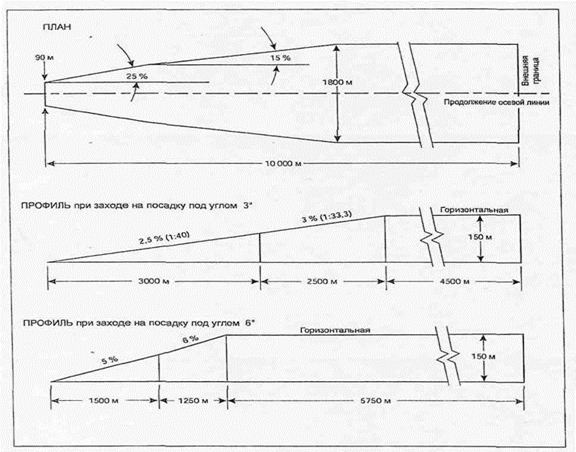 ПЛАН
90 м
15 %
25 %
1800 м
Внешняя
граница
Продолжение осевой линии
10 000 м
ПРОФИЛЬ при заходе на посадку под углом 3°
3 % (1:33,3)
Горизонтальная
2,5 % (1:40)
150 м
3000 м
2500 м
4500 м
ПРОФИЛЬ при заходе на посадку под углом 6°
Горизонтальная
6 %
5 %
150 м
1500 м
1250 м
5750 м